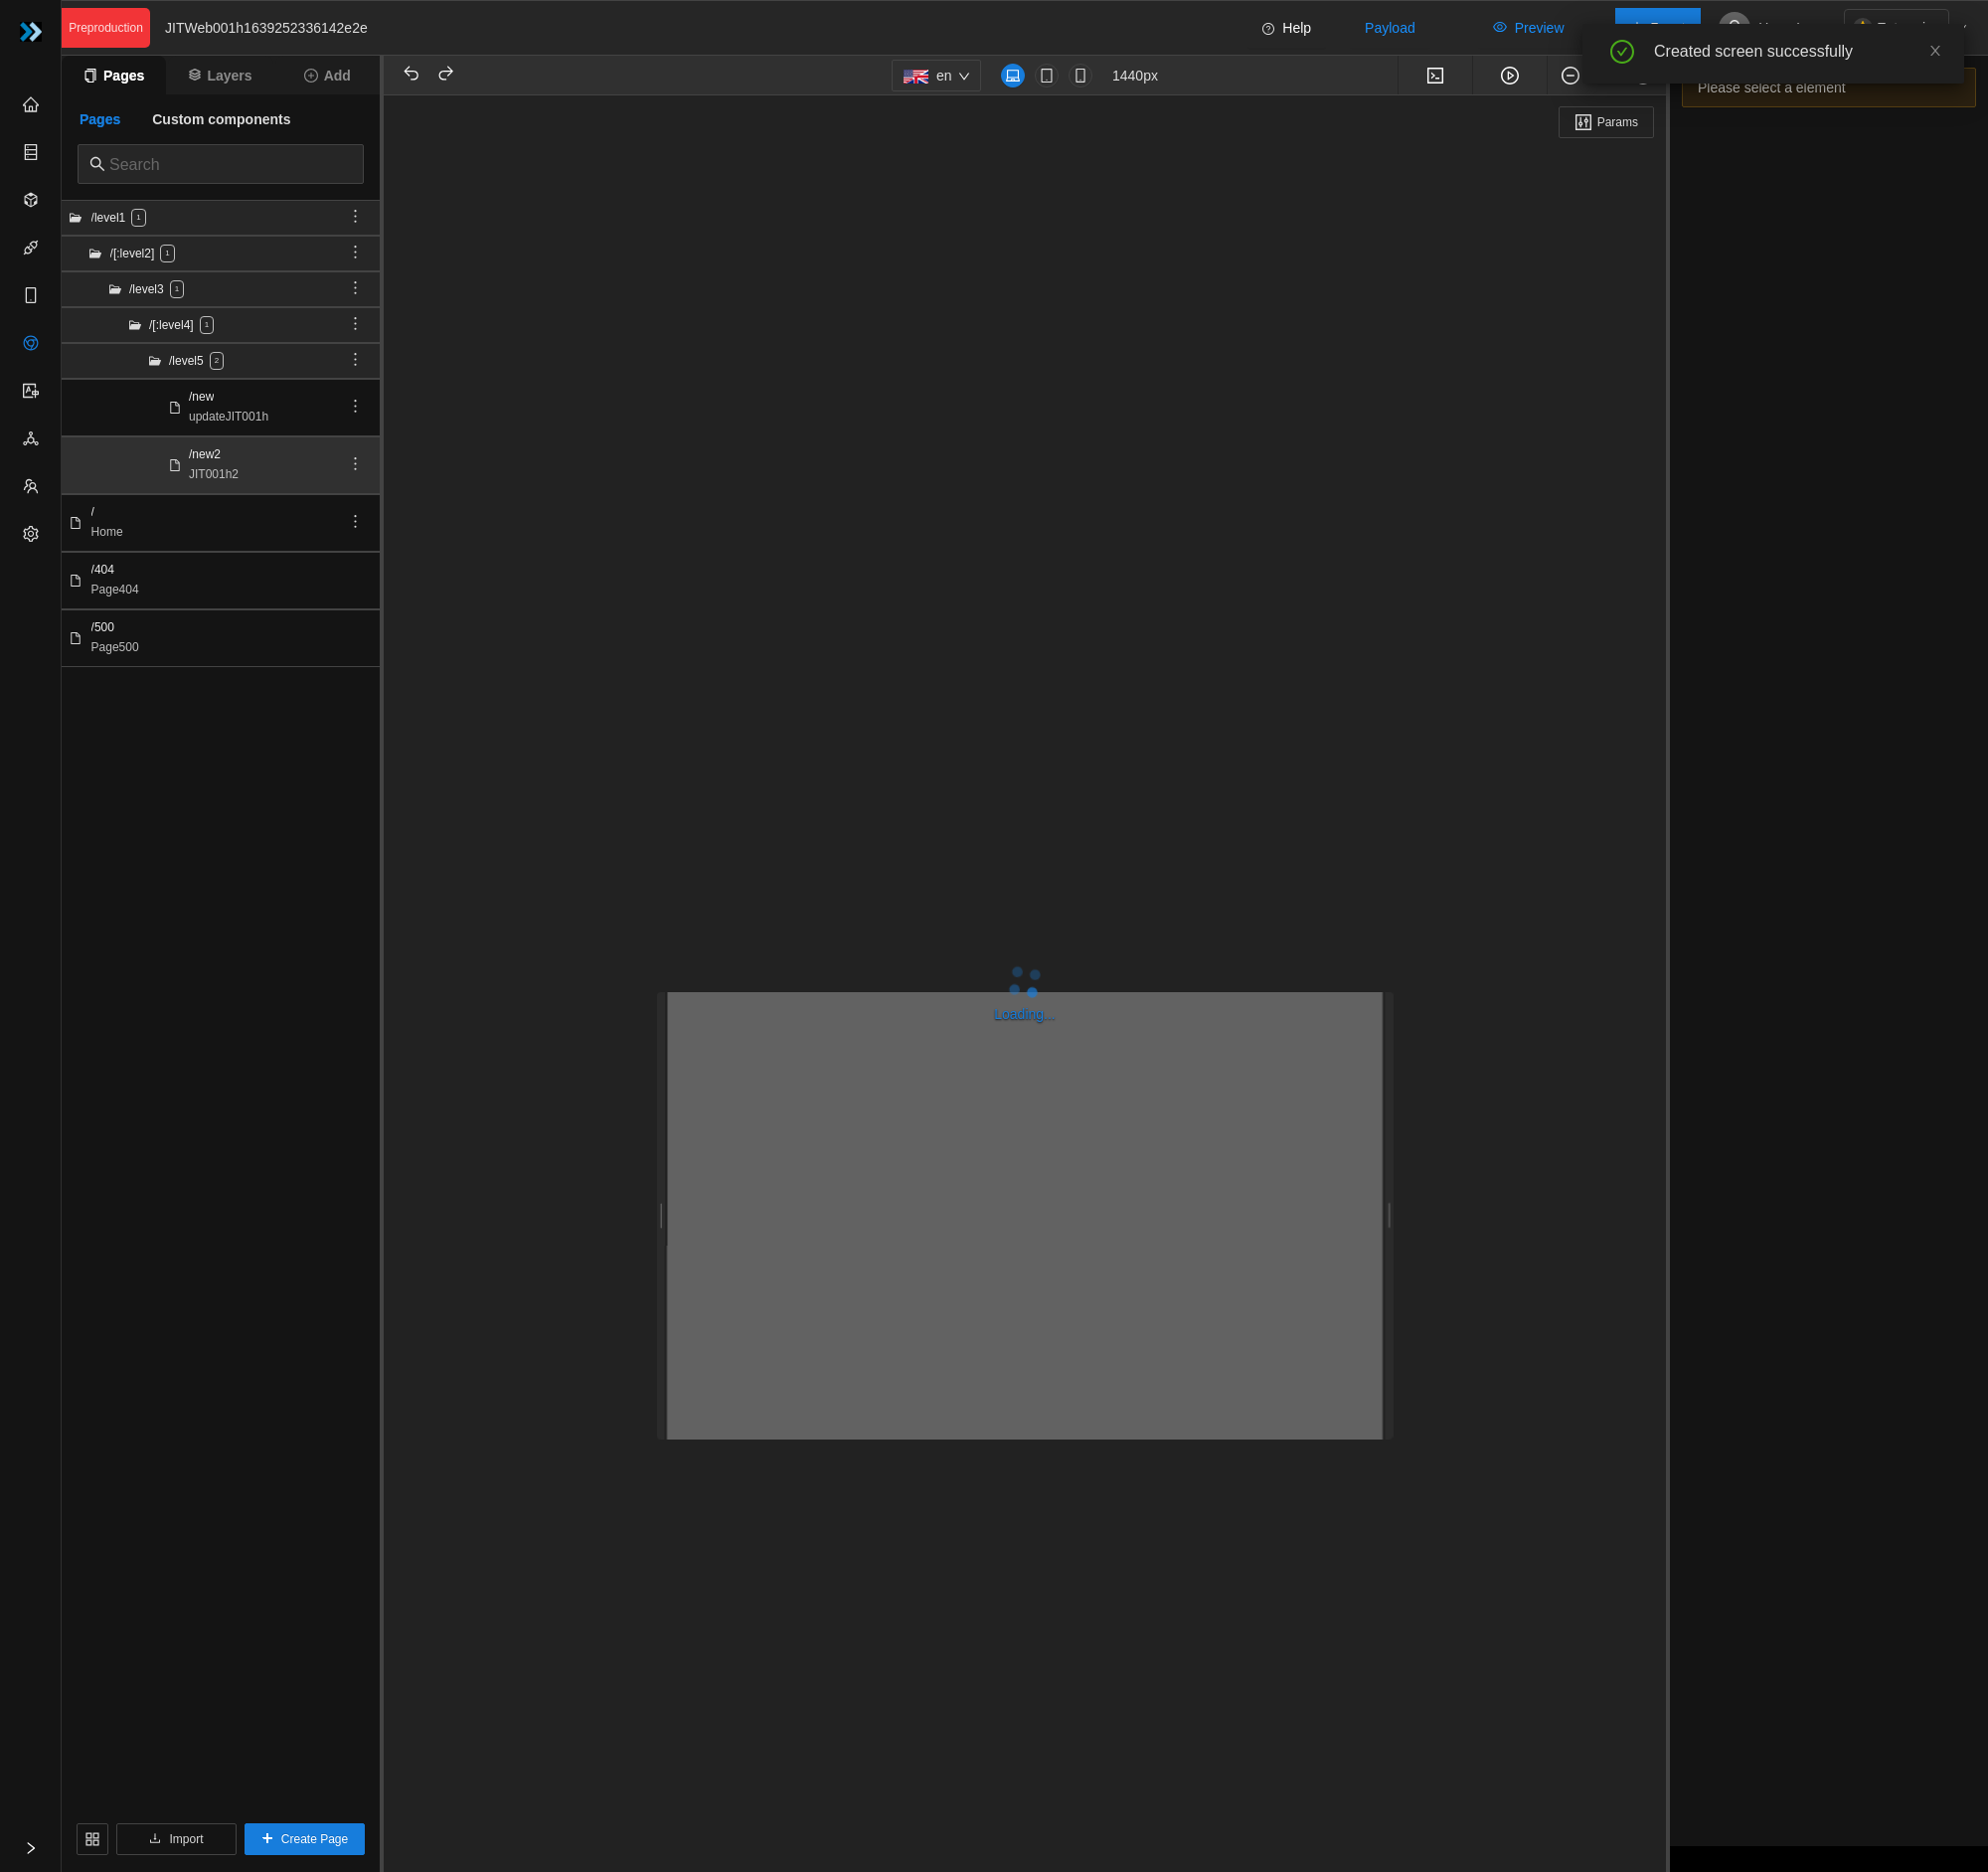 Preproduction
JITWeb001h1639252336142e2e
Help
Payload
Preview
Created screen successfully
Pages
Layers
Add
en
1440px
Please select a element
Pages
Custom components
Params
Search
/level1 1
/[:level2] 1
/level3 1
/[:level4] 1
/level5 2
/new
updateJIT001h
/new2
JIT001h2
/
Home
/404
Page404
/500
Page500
Loading...
Import
Create Page